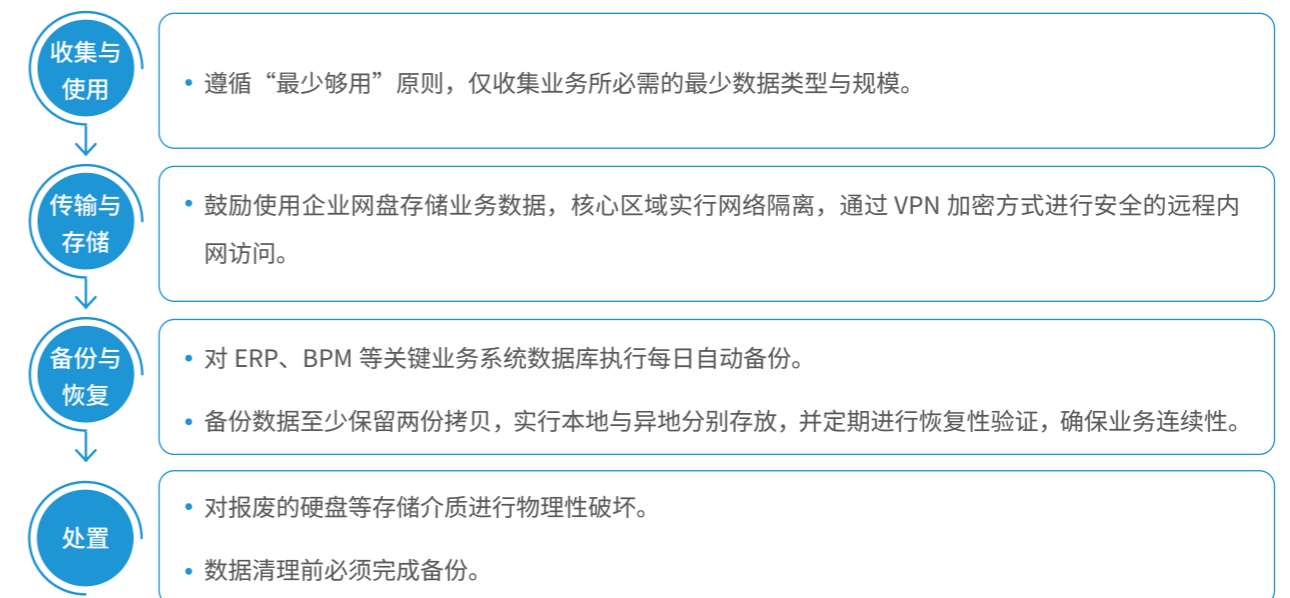 收集与
使用
• 遵循“最少够用”原则，仅收集业务所必需的最少数据类型与规模。
传输与
存储
• 鼓励使用企业网盘存储业务数据，核心区域实行网络隔离，通过 VPN 加密方式进行安全的远程内
网访问。
备份与
恢复
• 对 ERP、BPM 等关键业务系统数据库执行每日自动备份。
• 备份数据至少保留两份拷贝，实行本地与异地分别存放，并定期进行恢复性验证，确保业务连续性。
处置
• 对报废的硬盘等存储介质进行物理性破坏。
• 数据清理前必须完成备份。